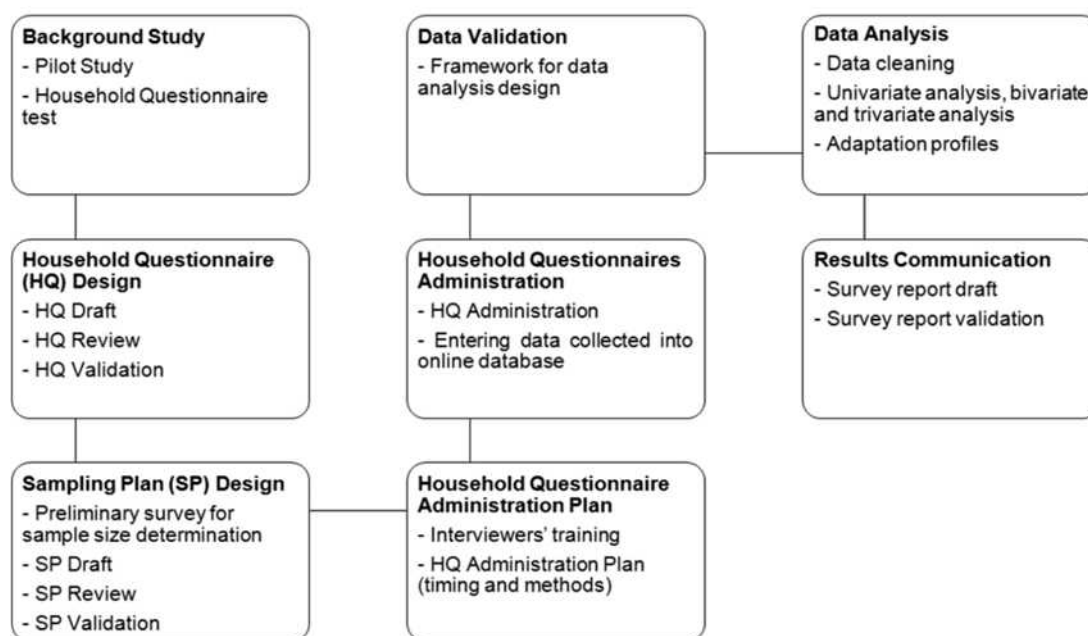 Background Study
- Pilot Study
- Household Questionnaire
test
Household Questionnaire
(HQ) Design
- HQ Draft
- HQ Review
- HQ Validation
Sampling Plan (SP) Design
- Preliminary survey for
sample size determination
- SP Draft
- SP Review
- SP Validation
Household Questionnaire
Administration Plan
- Interviewers' training
- HQ Administration Plan
(timing and methods)
Household Questionnaires
Administration
- HQ Administration
- Entering data collected into
online database
Data Validation
- Framework for data
analysis design
Data Analysis
- Data cleaning
- Univariate analysis, bivariate
and trivariate analysis
- Adaptation profiles
Results Communication
- Survey report draft
- Survey report validation